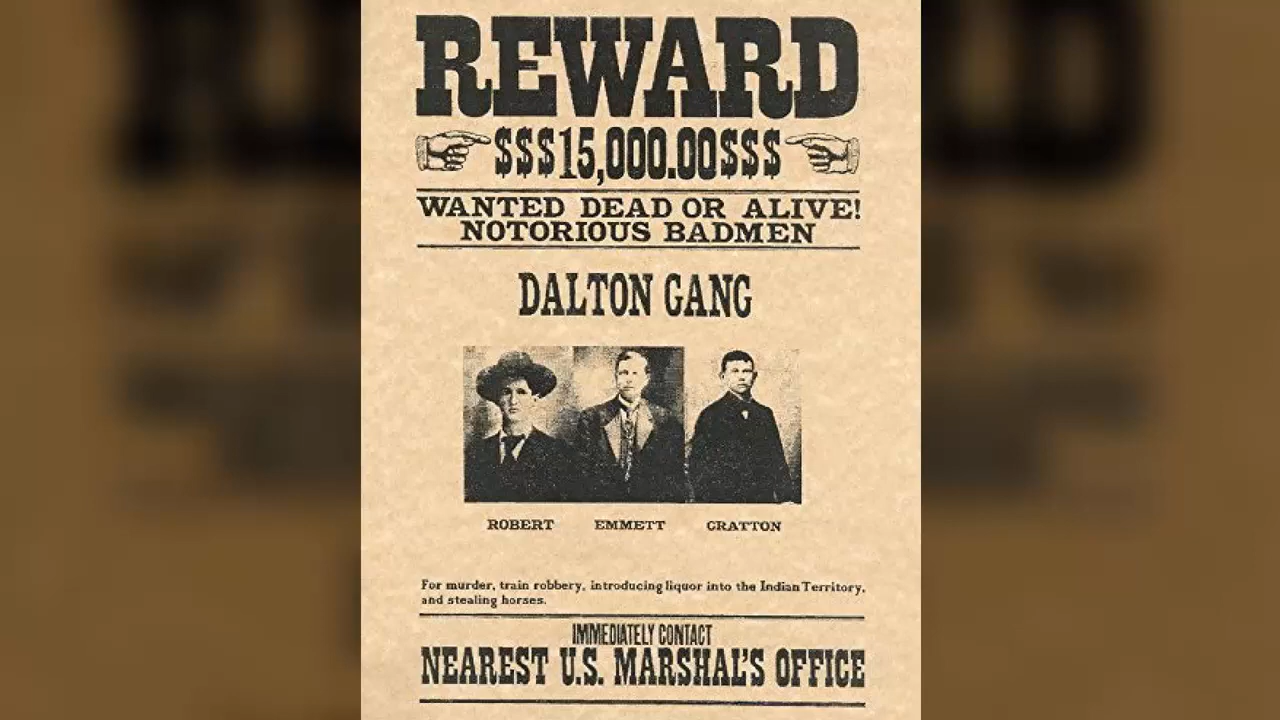 REWARD
$$$15,000.00$$$
WANTED DEAD OR ALIVE!
NOTORIOUS BADMEN
DALTON GANG
ROBERT EMMETT GRATTON
For murder, train robbery, introducing liquor into the Indian Territory,
and stealing horses.
IMMEDIATELY CONTACT
NEAREST U.S. MARSHAL'S OFFICE